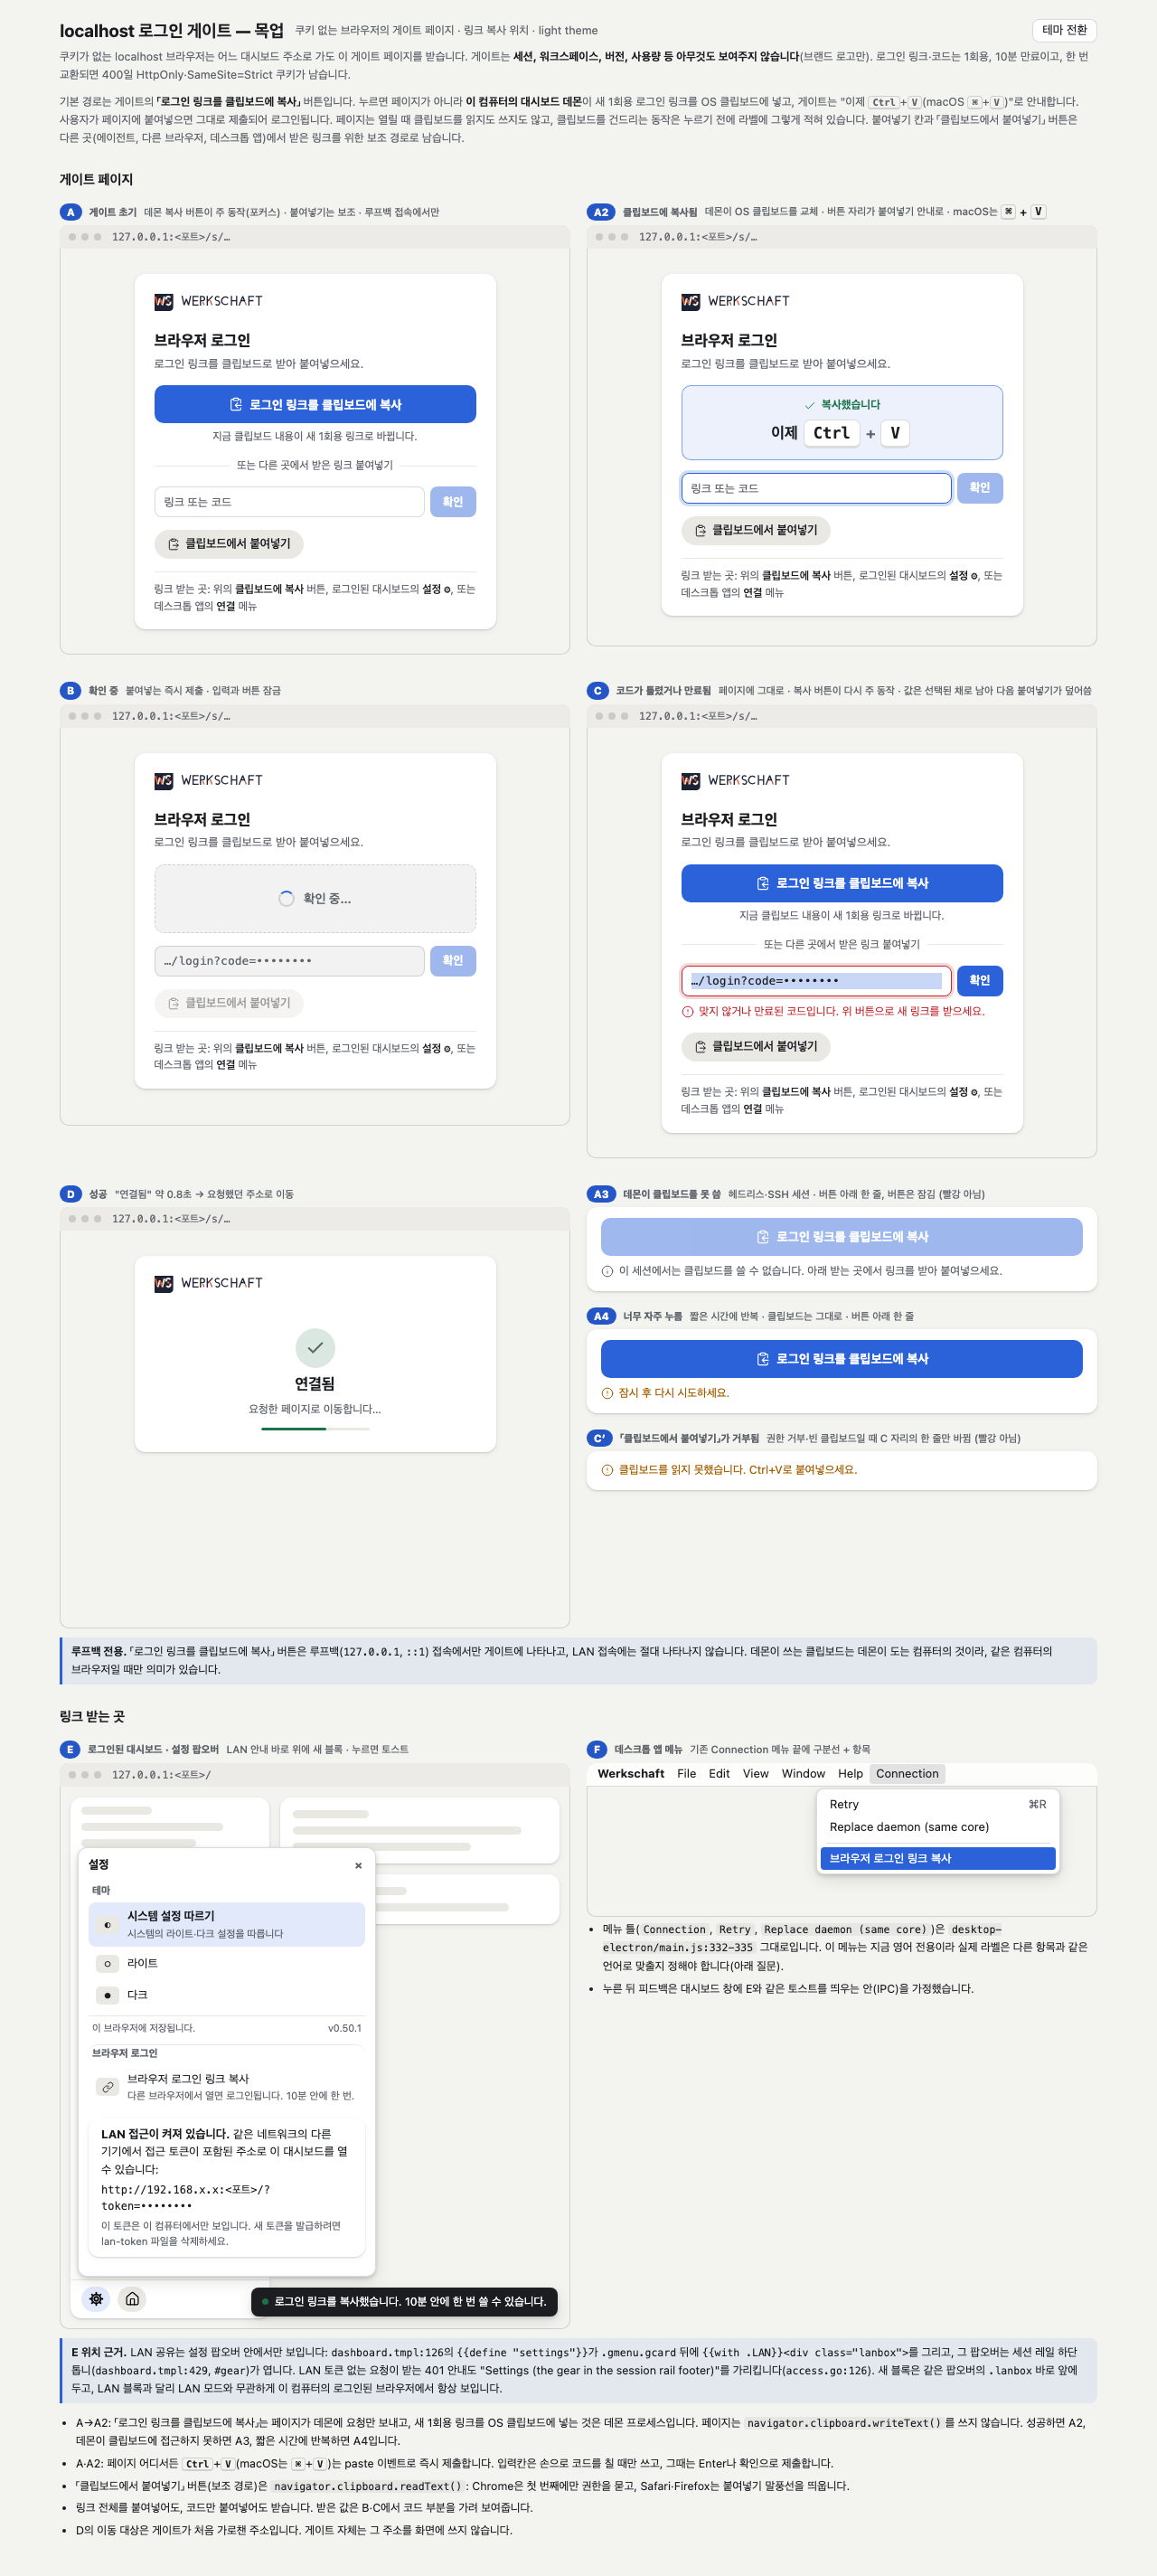 localhost 로그인 게이트 — 목업 쿠키 없는 브라우저의 게이트 페이지 · 링크 복사 위치 · light theme
테마 전환
쿠키가 없는 localhost 브라우저는 어느 대시보드 주소로 가도 이 게이트 페이지를 받습니다. 게이트는 세션, 워크스페이스, 버전, 사용량 등 아무것도 보여주지 않습니다(브랜드 로고만). 로그인 링크·코드는 1회용, 10분 만료이고, 한 번
교환되면 400일 HttpOnly·SameSite=Strict 쿠키가 남습니다.
기본 경로는 게이트의 「로그인 링크를 클립보드에 복사」 버튼입니다. 누르면 페이지가 아니라 이 컴퓨터의 대시보드 데몬이 새 1회용 로그인 링크를 OS 클립보드에 넣고, 게이트는 "이제 Ctrl+V(macOS ⌘+V)"로 안내합니다.
사용자가 페이지에 붙여넣으면 그대로 제출되어 로그인됩니다. 페이지는 열릴 때 클립보드를 읽지도 쓰지도 않고, 클립보드를 건드리는 동작은 누르기 전에 라벨에 그렇게 적혀 있습니다. 붙여넣기 칸과 「클립보드에서 붙여넣기」 버튼은
다른 곳(에이전트, 다른 브라우저, 데스크톱 앱)에서 받은 링크를 위한 보조 경로로 남습니다.
게이트 페이지
A 게이트 초기 데몬 복사 버튼이 주 동작(포커스) · 붙여넣기는 보조 · 루프백 접속에서만
127.0.0.1:<포트>/s/…
WS WERKSCHAFT
브라우저 로그인
로그인 링크를 클립보드로 받아 붙여넣으세요.
로그인 링크를 클립보드에 복사
지금 클립보드 내용이 새 1회용 링크로 바뀝니다.
또는 다른 곳에서 받은 링크 붙여넣기
링크 또는 코드
확인
클립보드에서 붙여넣기
링크 받는 곳: 위의 클립보드에 복사 버튼, 로그인된 대시보드의 설정 ⚙, 또는
데스크톱 앱의 연결 메뉴
A2 클립보드에 복사됨 데몬이 OS 클립보드를 교체 · 버튼 자리가 붙여넣기 안내로 · macOS는 ⌘ + V
127.0.0.1:<포트>/s/…
WS WERKSCHAFT
브라우저 로그인
로그인 링크를 클립보드로 받아 붙여넣으세요.
복사했습니다
이제 Ctrl + V
링크 또는 코드
확인
클립보드에서 붙여넣기
링크 받는 곳: 위의 클립보드에 복사 버튼, 로그인된 대시보드의 설정 ⚙, 또는
데스크톱 앱의 연결 메뉴
B 확인 중 붙여넣는 즉시 제출 · 입력과 버튼 잠금
127.0.0.1:<포트>/s/…
WS WERKSCHAFT
브라우저 로그인
로그인 링크를 클립보드로 받아 붙여넣으세요.
확인 중…
…/login?code=••••••••
확인
클립보드에서 붙여넣기
링크 받는 곳: 위의 클립보드에 복사 버튼, 로그인된 대시보드의 설정 ⚙, 또는
데스크톱 앱의 연결 메뉴
C 코드가 틀렸거나 만료됨 페이지에 그대로 · 복사 버튼이 다시 주 동작 · 값은 선택된 채로 남아 다음 붙여넣기가 덮어씀
127.0.0.1:<포트>/s/…
WS WERKSCHAFT
브라우저 로그인
로그인 링크를 클립보드로 받아 붙여넣으세요.
로그인 링크를 클립보드에 복사
지금 클립보드 내용이 새 1회용 링크로 바뀝니다.
또는 다른 곳에서 받은 링크 붙여넣기
…/login?code=••••••••
확인
맞지 않거나 만료된 코드입니다. 위 버튼으로 새 링크를 받으세요.
클립보드에서 붙여넣기
링크 받는 곳: 위의 클립보드에 복사 버튼, 로그인된 대시보드의 설정 ⚙, 또는
데스크톱 앱의 연결 메뉴
D 성공 "연결됨" 약 0.8초 → 요청했던 주소로 이동
127.0.0.1:<포트>/s/…
WS WERKSCHAFT
연결됨
요청한 페이지로 이동합니다…
A3 데몬이 클립보드를 못 씀 헤드리스·SSH 세션 · 버튼 아래 한 줄, 버튼은 잠김 (빨강 아님)
로그인 링크를 클립보드에 복사
이 세션에서는 클립보드를 쓸 수 없습니다. 아래 받는 곳에서 링크를 받아 붙여넣으세요.
A4 너무 자주 누름 짧은 시간에 반복 · 클립보드는 그대로 · 버튼 아래 한 줄
로그인 링크를 클립보드에 복사
잠시 후 다시 시도하세요.
C′ 「클립보드에서 붙여넣기」가 거부됨 권한 거부·빈 클립보드일 때 C 자리의 한 줄만 바뀜 (빨강 아님)
클립보드를 읽지 못했습니다. Ctrl+V로 붙여넣으세요.
루프백 전용. 「로그인 링크를 클립보드에 복사」 버튼은 루프백(127.0.0.1, ::1) 접속에서만 게이트에 나타나고, LAN 접속에는 절대 나타나지 않습니다. 데몬이 쓰는 클립보드는 데몬이 도는 컴퓨터의 것이라, 같은 컴퓨터의
브라우저일 때만 의미가 있습니다.
링크 받는 곳
E 로그인된 대시보드 · 설정 팝오버 LAN 안내 바로 위에 새 블록 · 누르면 토스트
127.0.0.1:<포트>/
설정 ×
테마
시스템 설정 따르기
시스템의 라이트·다크 설정을 따릅니다
라이트
다크
이 브라우저에 저장됩니다. v0.50.1
브라우저 로그인
브라우저 로그인 링크 복사
다른 브라우저에서 열면 로그인됩니다. 10분 안에 한 번.
LAN 접근이 켜져 있습니다. 같은 네트워크의 다른
기기에서 접근 토큰이 포함된 주소로 이 대시보드를 열
수 있습니다:
http://192.168.x.x:<포트>/?
token=••••••••
이 토큰은 이 컴퓨터에서만 보입니다. 새 토큰을 발급하려면
lan-token 파일을 삭제하세요.
로그인 링크를 복사했습니다. 10분 안에 한 번 쓸 수 있습니다.
F 데스크톱 앱 메뉴 기존 Connection 메뉴 끝에 구분선 + 항목
Werkschaft File Edit View Window Help Connection
Retry ⌘R
Replace daemon (same core)
브라우저 로그인 링크 복사
• 메뉴 틀( Connection , Retry , Replace daemon (same core) )은 desktop-
electron/main.js:332-335 그대로입니다. 이 메뉴는 지금 영어 전용이라 실제 라벨은 다른 항목과 같은
언어로 맞출지 정해야 합니다(아래 질문).
• 누른 뒤 피드백은 대시보드 창에 E와 같은 토스트를 띄우는 안(IPC)을 가정했습니다.
E 위치 근거. LAN 공유는 설정 팝오버 안에서만 보입니다: dashboard.tmpl:126의 {{define "settings"}}가 .gmenu.gcard 뒤에 {{with .LAN}}<div class="lanbox">를 그리고, 그 팝오버는 세션 레일 하단
톱니(dashboard.tmpl:429, #gear)가 엽니다. LAN 토큰 없는 요청이 받는 401 안내도 "Settings (the gear in the session rail footer)"를 가리킵니다(access.go:126). 새 블록은 같은 팝오버의 .lanbox 바로 앞에
두고, LAN 블록과 달리 LAN 모드와 무관하게 이 컴퓨터의 로그인된 브라우저에서 항상 보입니다.
• A→A2: 「로그인 링크를 클립보드에 복사」는 페이지가 데몬에 요청만 보내고, 새 1회용 링크를 OS 클립보드에 넣는 것은 데몬 프로세스입니다. 페이지는 navigator.clipboard.writeText() 를 쓰지 않습니다. 성공하면 A2,
데몬이 클립보드에 접근하지 못하면 A3, 짧은 시간에 반복하면 A4입니다.
• A·A2: 페이지 어디서든 Ctrl+V(macOS는 ⌘+V)는 paste 이벤트로 즉시 제출합니다. 입력칸은 손으로 코드를 칠 때만 쓰고, 그때는 Enter나 확인으로 제출합니다.
• 「클립보드에서 붙여넣기」 버튼(보조 경로)은 navigator.clipboard.readText() : Chrome은 첫 번째에만 권한을 묻고, Safari·Firefox는 붙여넣기 말풍선을 띄웁니다.
• 링크 전체를 붙여넣어도, 코드만 붙여넣어도 받습니다. 받은 값은 B·C에서 코드 부분을 가려 보여줍니다.
• D의 이동 대상은 게이트가 처음 가로챈 주소입니다. 게이트 자체는 그 주소를 화면에 쓰지 않습니다.